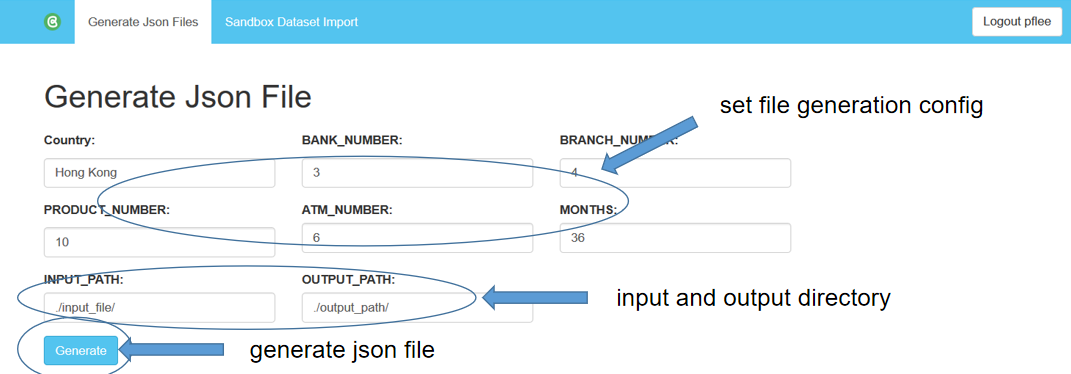 Generate Json Files Sandbox Dataset Import Logout pflee
Generate Json File
set file generation config
Country: BANK_NUMBER: BRANCH_NUMBER:
Hong Kong 3 4
PRODUCT_NUMBER: ATM_NUMBER: MONTHS:
10 6 36
INPUT_PATH: OUTPUT_PATH:
./input_file/ ./output_path/ input and output directory
Generate generate json file